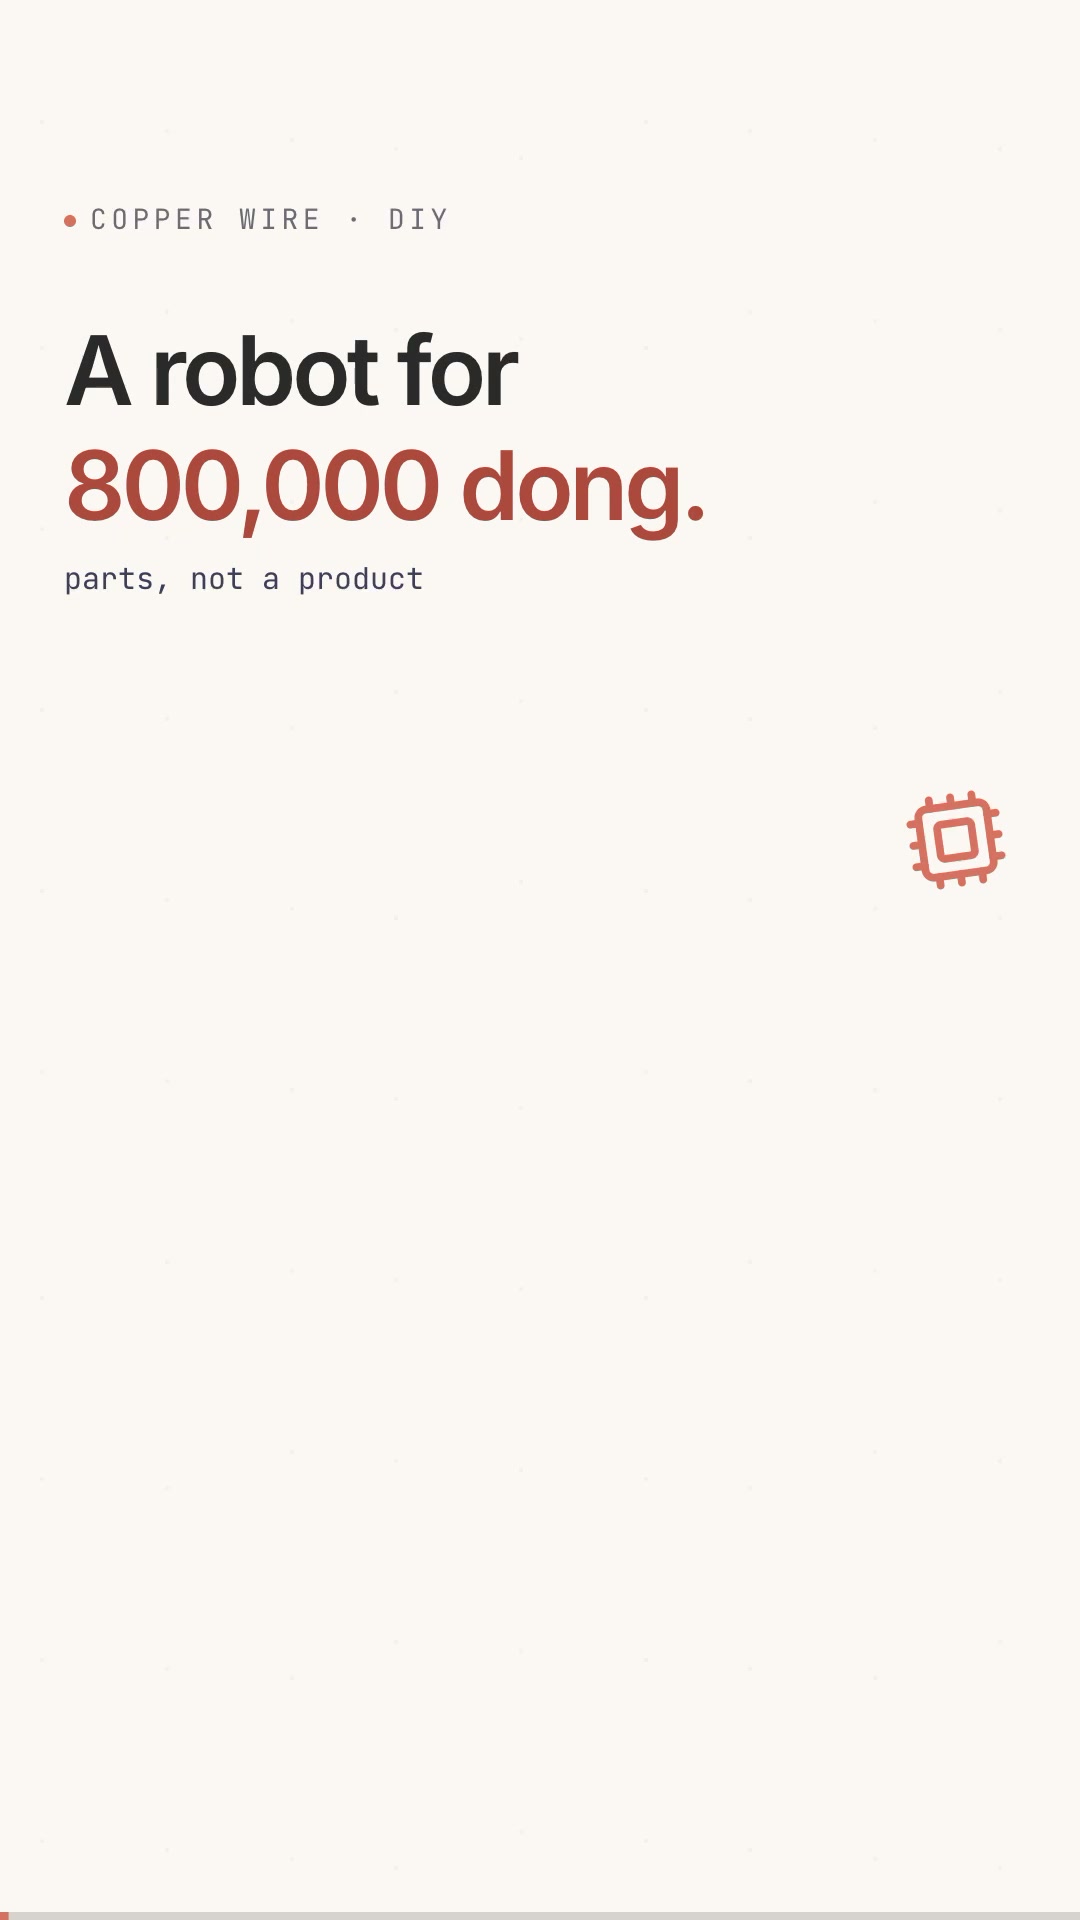 COPPER WIRE · DIY
A robot for
800,000 dong.
parts, not a product